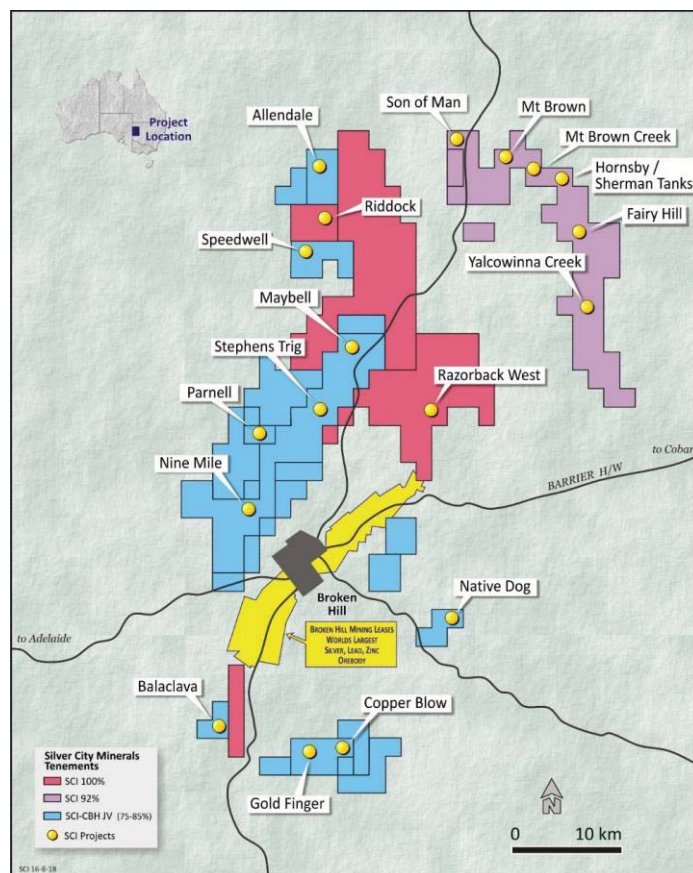 Project
Location
Allendale
Son of Man
Mt Brown
Mt Brown Creek
Hornsby /
Sherman Tanks
Riddock
Fairy Hill
Speedwell
Yalcowinna Creek
Maybell
Stephens Trig
Razorback West
Parnell
Nine Mile
to Cobar
BARRIER H/W
Broken
Hill
Native Dog
to Adelaide
BROKEN HILL MINING LEASES
WORLDS LARGEST
SILVER, LEAD, ZINC
OREBODY
Balaclava
Copper Blow
Gold Finger
Silver City Minerals
Tenements
SCI 100%
SCI 92%
SCI-CBH JV (75-85%)
SCI Projects
N
0 10 km
SCI 16-8-18